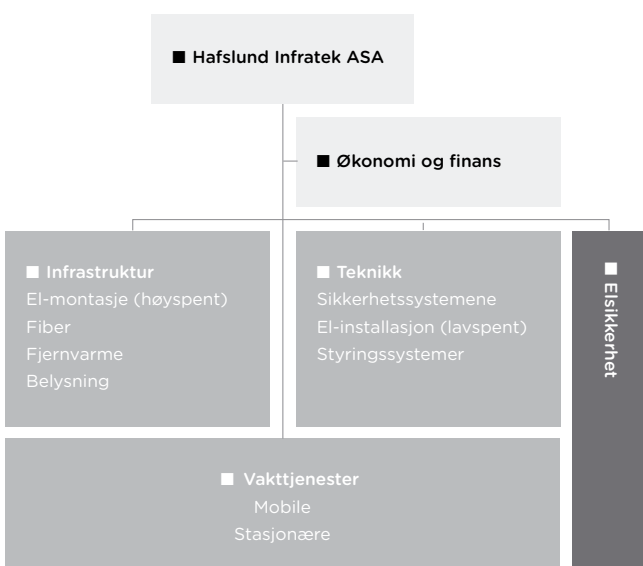 ■ Hafslund Infratek ASA
■ Økonomi og finans
■ Infrastruktur
El-montasje (høyspent)
Fiber
Fjernvarme
Belysning
■ Teknikk
Sikkerhetssystemene
El-installasjon (lavspent)
Styringssystemer
■ Elsikkerhet
■ Vakttjenester
Mobile
Stasjonære